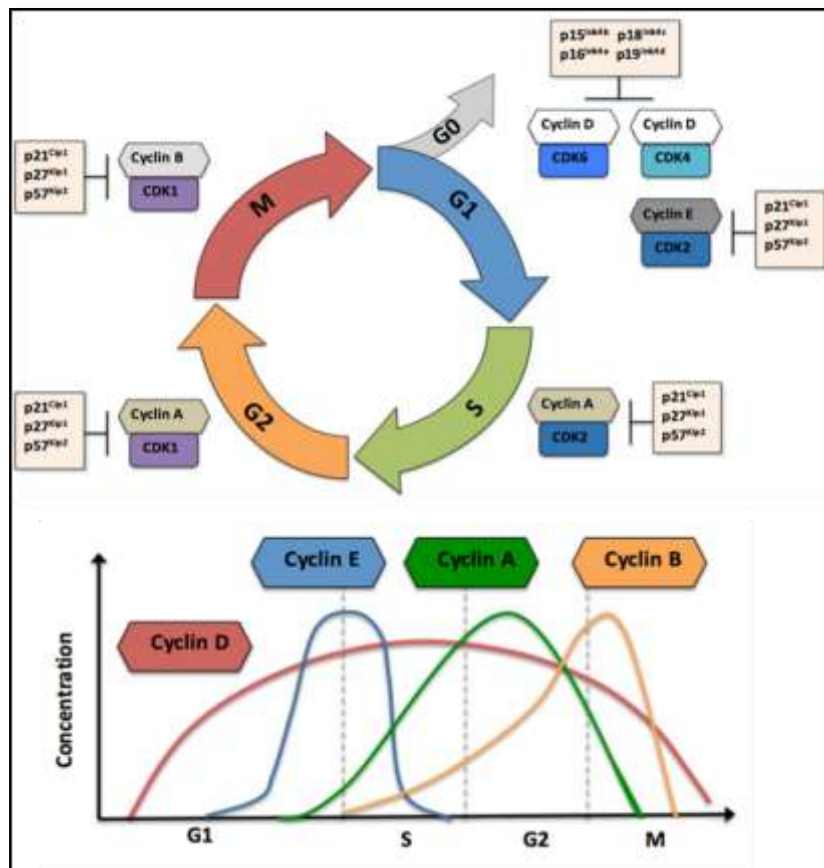 p15Ink4b p18Ink4c
p16Ink4a p19Ink4d
G0
Cyclin D
CDK6
Cyclin D
CDK4
p21Cip1
p27Kip1
p57Kip2
Cyclin B
CDK1
M
G1
Cyclin E
CDK2
p21Cip1
p27Kip1
p57Kip2
p21Cip1
p27Kip1
p57Kip2
Cyclin A
CDK1
G2
S
Cyclin A
CDK2
p21Cip1
p27Kip1
p57Kip2
Cyclin E
Cyclin A
Cyclin B
Cyclin D
Concentration
G1
S
G2
M